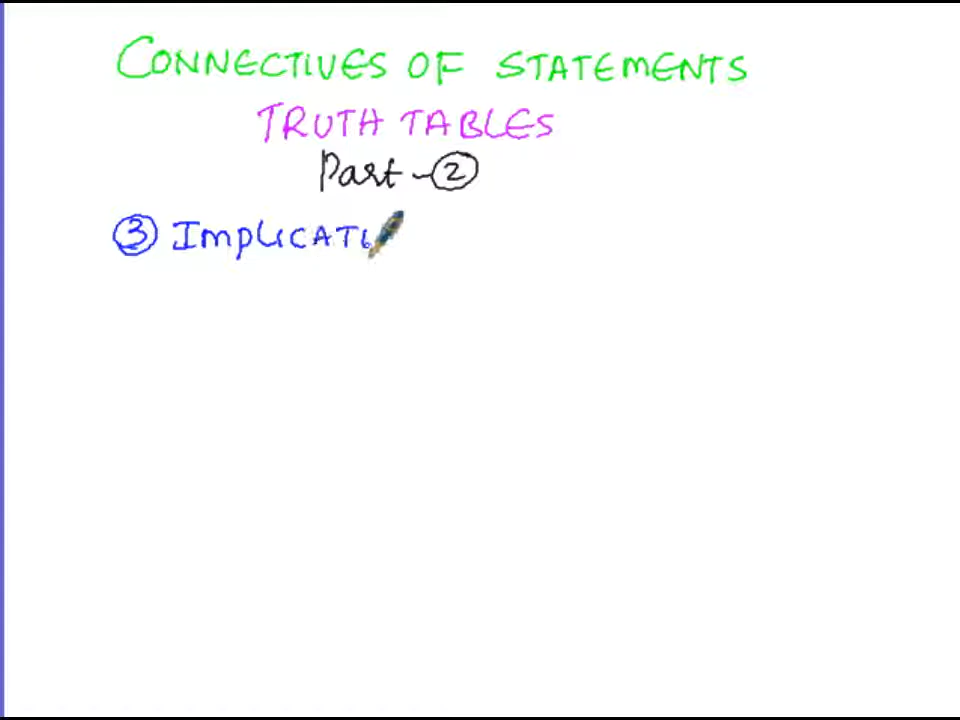 CONNECTIVES OF STATEMENTS
TRUTH TABLES
Part - ②
③ IMPLICATI